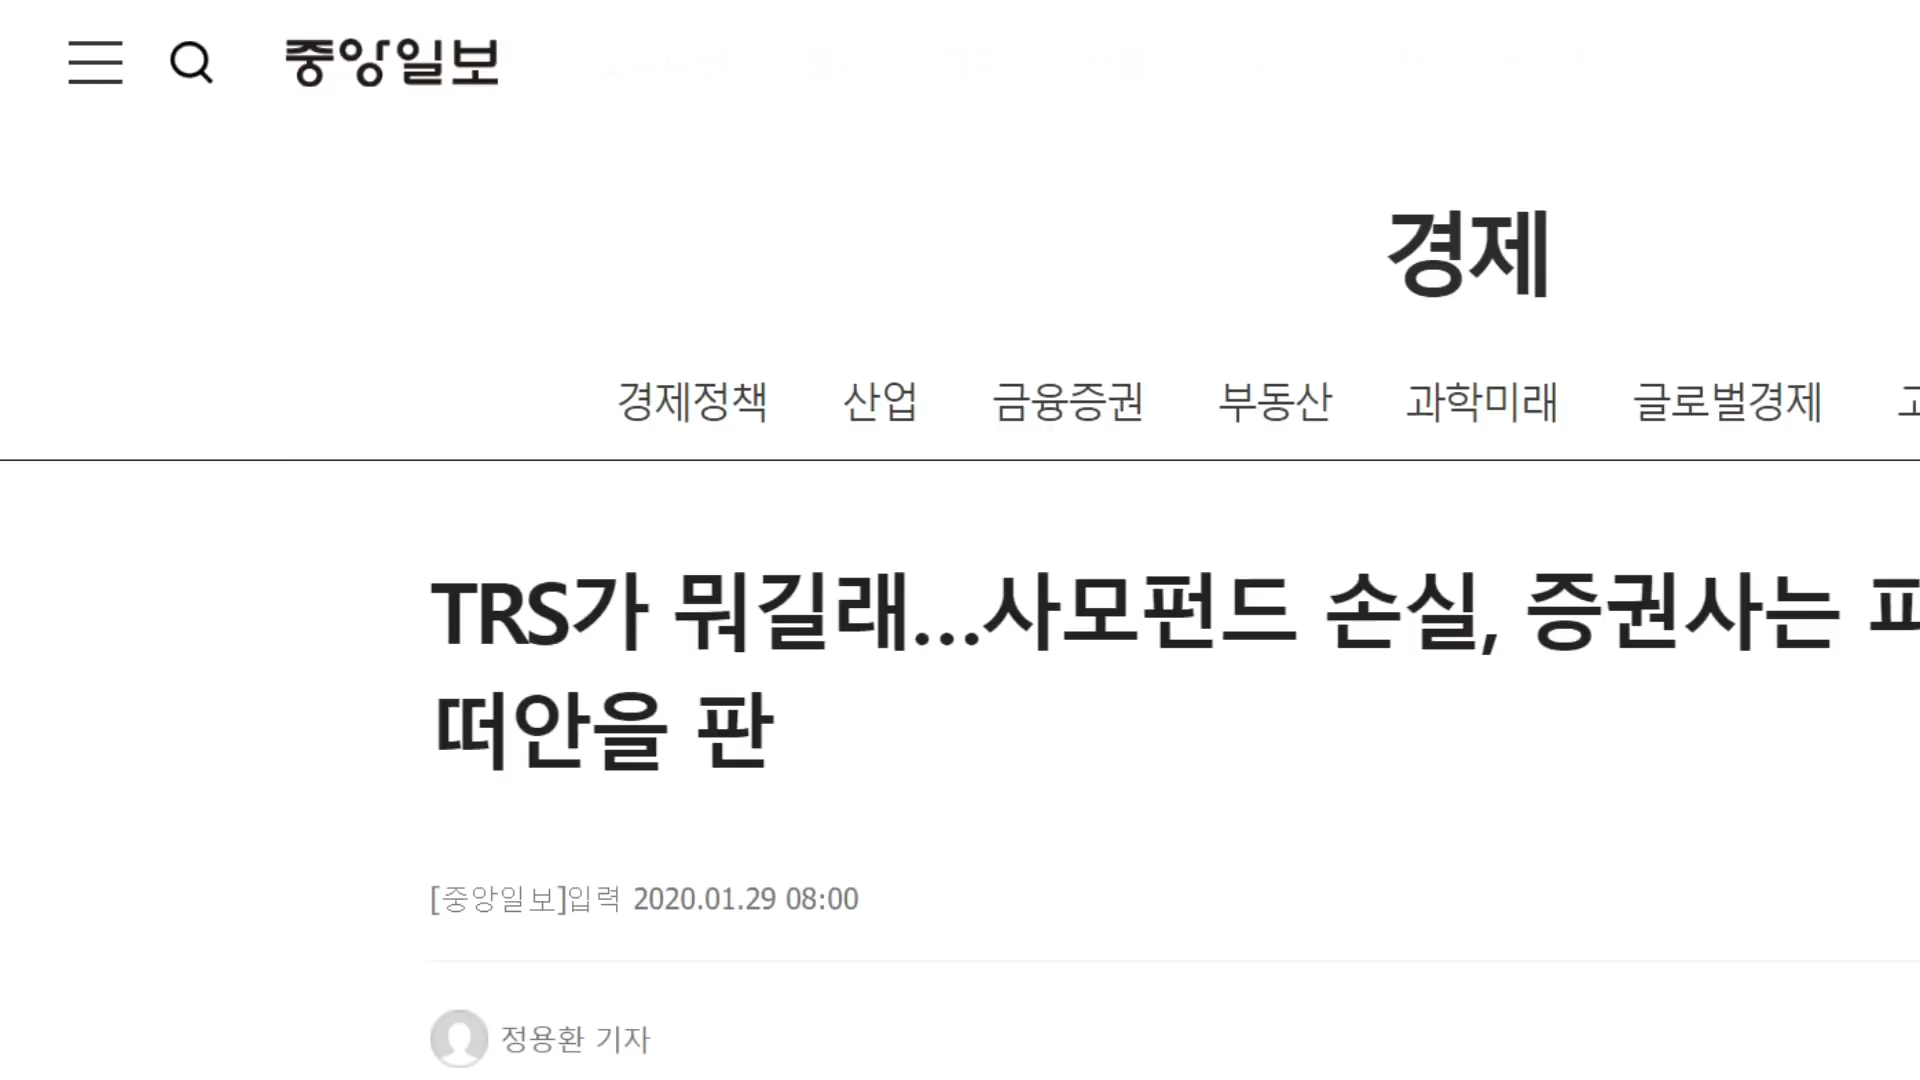 중앙일보
경제
경제정책 산업 금융증권 부동산 과학미래 글로벌경제
TRS가 뭐길래...사모펀드 손실, 증권사는
떠안을 판
[중앙일보]입력 2020.01.29 08:00
정용환 기자